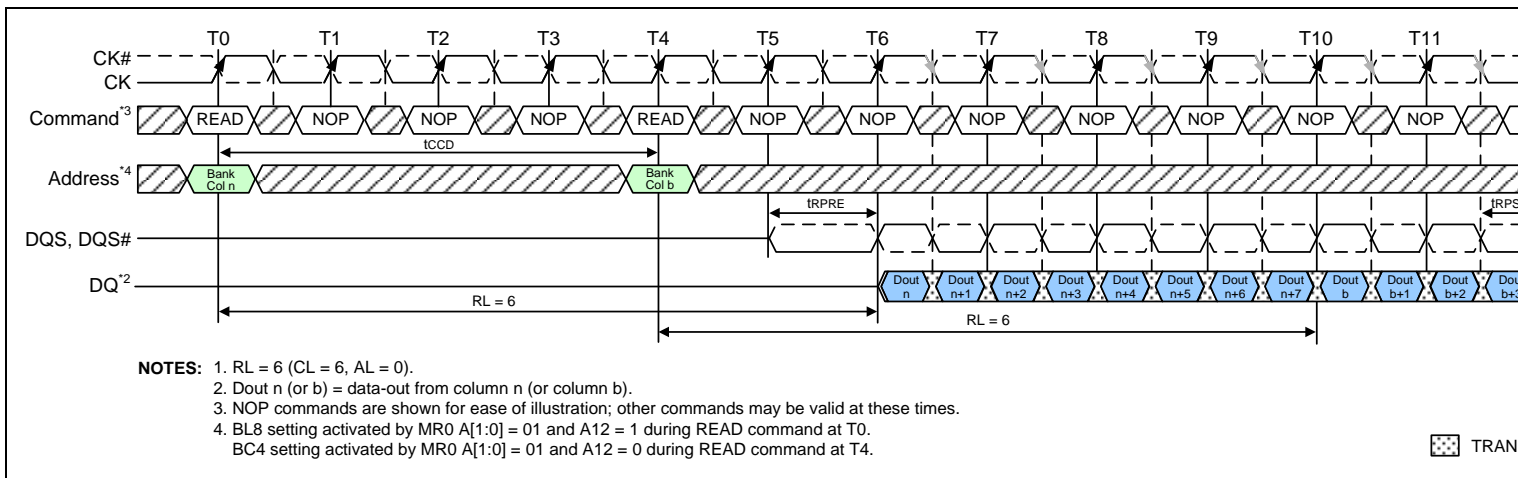 T0 T1 T2 T3 T4 T5 T6 T7 T8 T9 T10 T11
CK#
CK
Command*3 READ NOP NOP NOP READ NOP NOP NOP NOP NOP NOP NOP
tCCD
Address*4 Bank Col n Bank Col b
tRPRE tRPS
DQS, DQS#
DQ*2 Dout n Dout n+1 Dout n+2 Dout n+3 Dout n+4 Dout n+5 Dout n+6 Dout n+7 Dout b Dout b+1 Dout b+2 Dou b+3
RL = 6
RL = 6
NOTES: 1. RL = 6 (CL = 6, AL = 0).
2. Dout n (or b) = data-out from column n (or column b).
3. NOP commands are shown for ease of illustration; other commands may be valid at these times.
4. BL8 setting activated by MR0 A[1:0] = 01 and A12 = 1 during READ command at T0.
BC4 setting activated by MR0 A[1:0] = 01 and A12 = 0 during READ command at T4.
TRAN